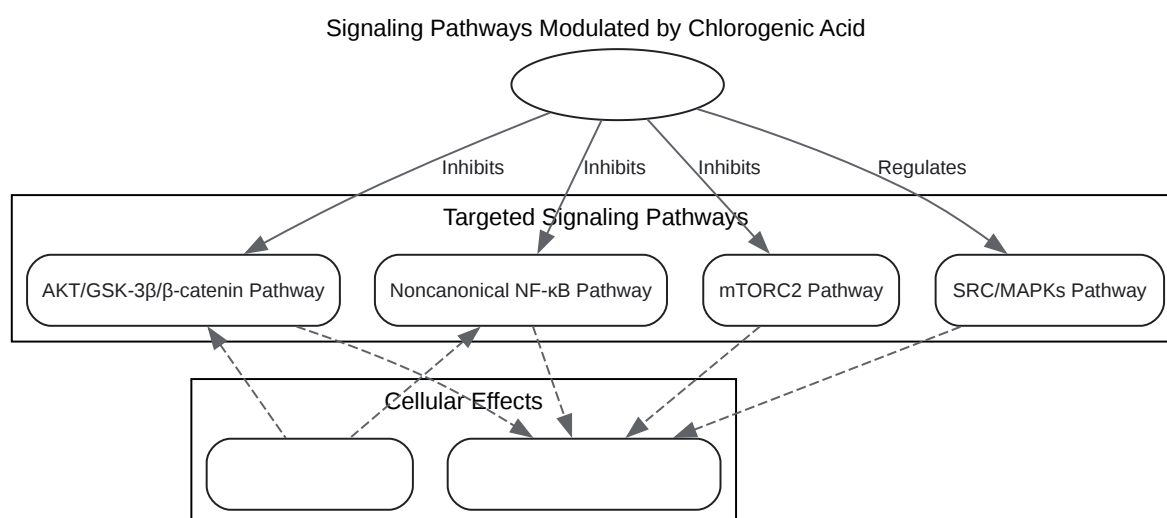 Signaling Pathways Modulated by Chlorogenic Acid
Inhibits
Inhibits
Inhibits
Regulates
Targeted Signaling Pathways
AKT/GSK-3β/β-catenin Pathway
Noncanonical NF-κB Pathway
mTORC2 Pathway
SRC/MAPKs Pathway
Cellular Effects